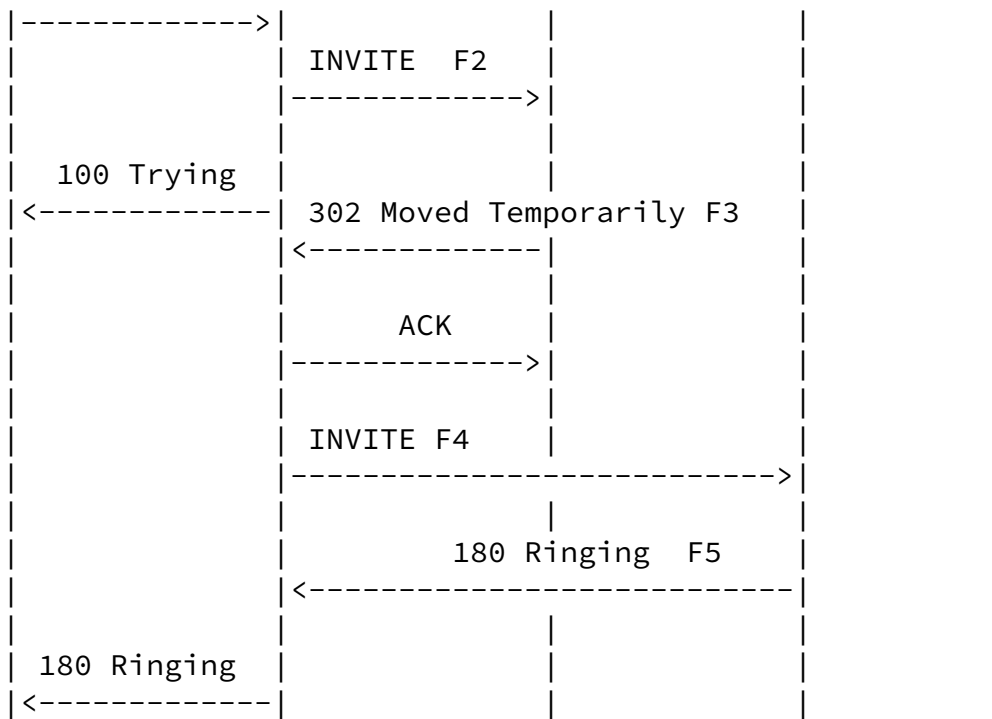 INVITE F2
100 Trying
302 Moved Temporarily F3
ACK
INVITE F4
180 Ringing F5
180 Ringing